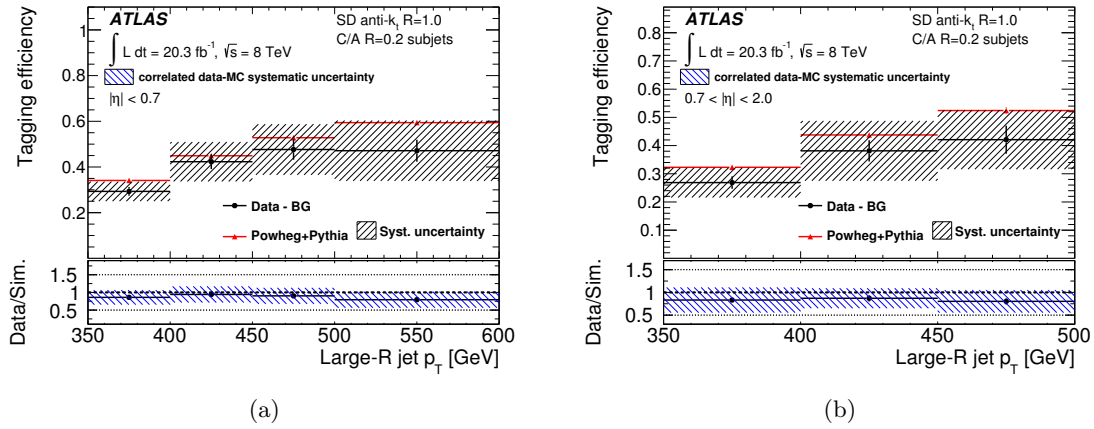 ATLAS
SD anti-kt R=1.0
C/A R=0.2 subjets
∫ L dt = 20.3 fb⁻¹, √s = 8 TeV
correlated data-MC systematic uncertainty
|η| < 0.7
Tagging efficiency
1
0.8
0.6
0.4
0.2
Data - BG
Powheg+Pythia
Syst. uncertainty
Data/Sim.
1.5
1
0.5
350 400 450 500 550 600
Large-R jet pT [GeV]
(a)
ATLAS
SD anti-kt R=1.0
C/A R=0.2 subjets
∫ L dt = 20.3 fb⁻¹, √s = 8 TeV
correlated data-MC systematic uncertainty
0.7 < |η| < 2.0
Tagging efficiency
0.9
0.8
0.7
0.6
0.5
0.4
0.3
0.2
0.1
0
Data - BG
Powheg+Pythia
Syst. uncertainty
Data/Sim.
1.5
1
0.5
350 400 450 500
Large-R jet pT [GeV]
(b)